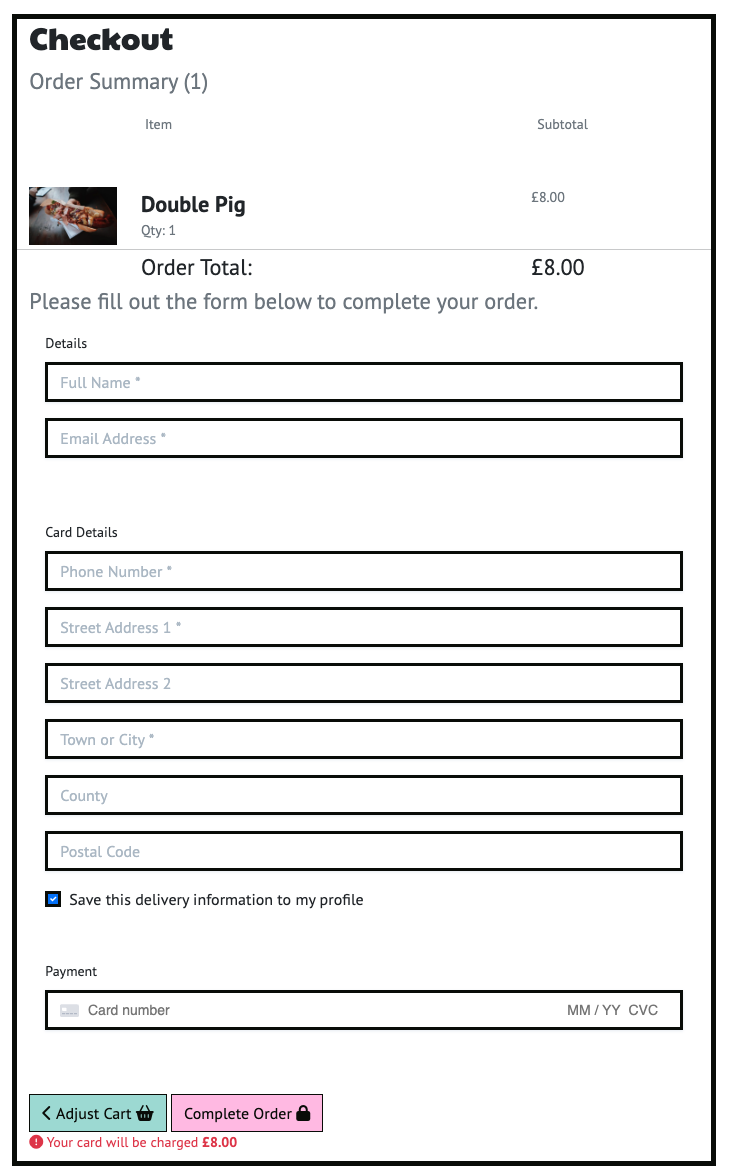 Checkout
Order Summary (1)
Item Subtotal
Double Pig £8.00
Qty: 1
Order Total: £8.00
Please fill out the form below to complete your order.
Details
Full Name *
Email Address *
Card Details
Phone Number *
Street Address 1 *
Street Address 2
Town or City *
County
Postal Code
Save this delivery information to my profile
Payment
Card number MM / YY CVC
Adjust Cart Complete Order
Your card will be charged £8.00